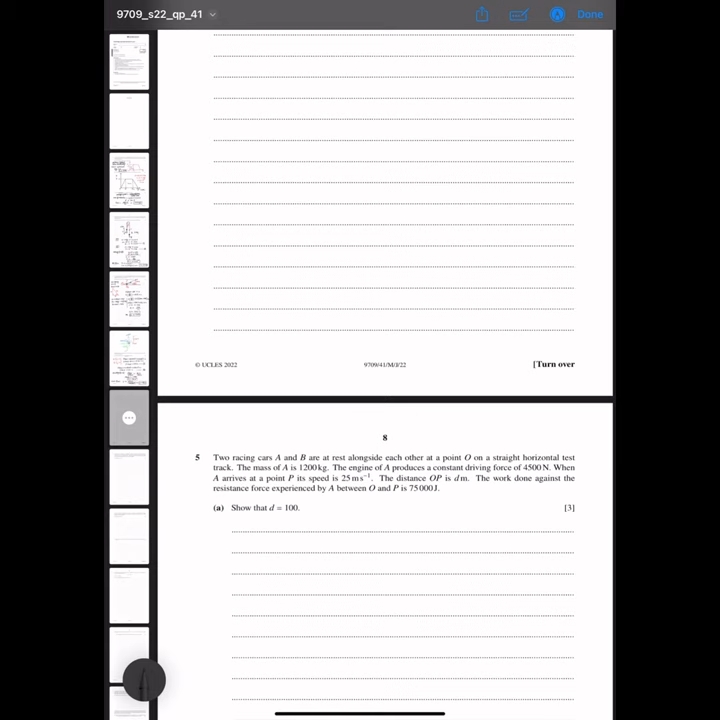 9709_s22_qp_41
Done
© UCLES 2022
9709/41/M/J/22
[Turn over
8
5 Two racing cars A and B are at rest alongside each other at a point O on a straight horizontal test
track. The mass of A is 1200 kg. The engine of A produces a constant driving force of 4500 N. When
A arrives at a point P its speed is 25 m s⁻¹. The distance OP is d m. The work done against the
resistance force experienced by A between O and P is 75 000 J.
(a) Show that d = 100. [3]